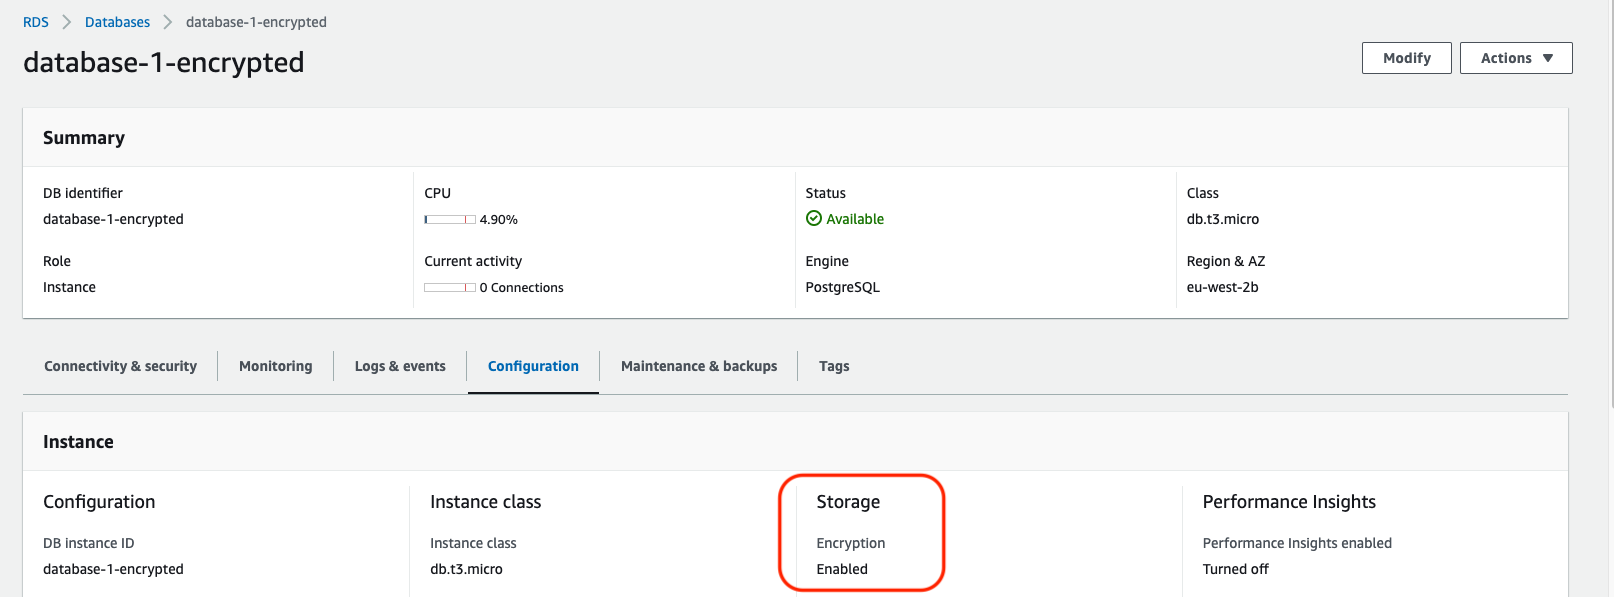 RDS > Databases > database-1-encrypted
database-1-encrypted
Modify
Actions
Summary
DB identifier
database-1-encrypted
CPU
4.90%
Status
Available
Class
db.t3.micro
Role
Instance
Current activity
0 Connections
Engine
PostgreSQL
Region & AZ
eu-west-2b
Connectivity & security
Monitoring
Logs & events
Configuration
Maintenance & backups
Tags
Instance
Configuration
DB instance ID
database-1-encrypted
Instance class
Instance class
db.t3.micro
Storage
Encryption
Enabled
Performance Insights
Performance Insights enabled
Turned off